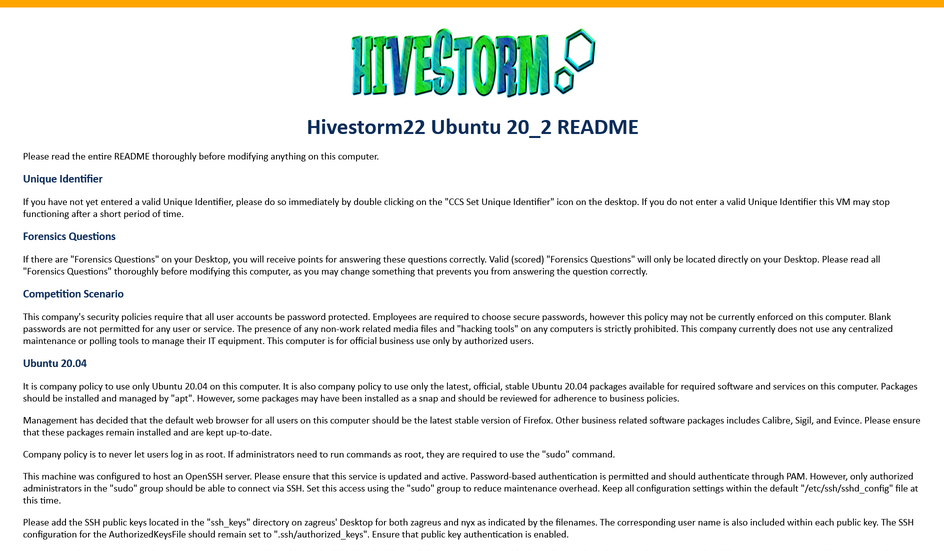 HIVESTORM
Hivestorm22 Ubuntu 20_2 README
Please read the entire README thoroughly before modifying anything on this computer.
Unique Identifier
If you have not yet entered a valid Unique Identifier, please do so immediately by double clicking on the "CCS Set Unique Identifier" icon on the desktop. If you do not enter a valid Unique Identifier this VM may stop
functioning after a short period of time.
Forensics Questions
If there are "Forensics Questions" on your Desktop, you will receive points for answering these questions correctly. Valid (scored) "Forensics Questions" will only be located directly on your Desktop. Please read all
"Forensics Questions" thoroughly before modifying this computer, as you may change something that prevents you from answering the question correctly.
Competition Scenario
This company's security policies require that all user accounts be password protected. Employees are required to choose secure passwords, however this policy may not be currently enforced on this computer. Blank
passwords are not permitted for any user or service. The presence of any non-work related media files and "hacking tools" on any computers is strictly prohibited. This company currently does not use any centralized
maintenance or polling tools to manage their IT equipment. This computer is for official business use only by authorized users.
Ubuntu 20.04
It is company policy to use only Ubuntu 20.04 on this computer. It is also company policy to use only the latest, official, stable Ubuntu 20.04 packages available for required software and services on this computer. Packages
should be installed and managed by "apt". However, some packages may have been installed as a snap and should be reviewed for adherence to business policies.
Management has decided that the default web browser for all users on this computer should be the latest stable version of Firefox. Other business related software packages includes Calibre, Sigil, and Evince. Please ensure
that these packages remain installed and are kept up-to-date.
Company policy is to never let users log in as root. If administrators need to run commands as root, they are required to use the "sudo" command.
This machine was configured to host an OpenSSH server. Please ensure that this service is updated and active. Password-based authentication is permitted and should authenticate through PAM. However, only authorized
administrators in the "sudo" group should be able to connect via SSH. Set this access using the "sudo" group to reduce maintenance overhead. Keep all configuration settings within the default "/etc/ssh/sshd_config" file at
this time.
Please add the SSH public keys located in the "ssh_keys" directory on zagreus' Desktop for both zagreus and nyx as indicated by the filenames. The corresponding user name is also included within each public key. The SSH
configuration for the AuthorizedKeysFile should remain set to ".ssh/authorized_keys". Ensure that public key authentication is enabled.